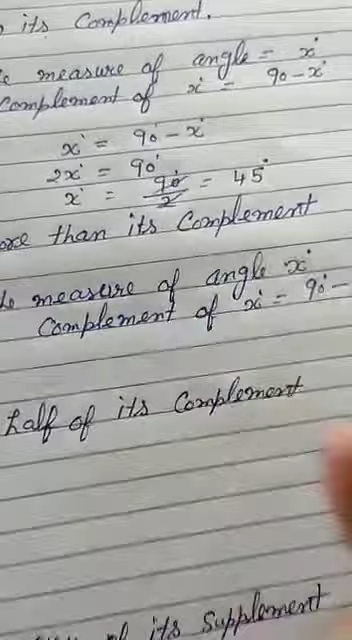 its Complement.
measure of angle = x°
Complement of x° = 90 - x°
x° = 90° - x°
2x° = 90°
x° = 90°/2 = 45°
than its Complement
measure of angle x°
Complement of x° = 90° -
half of its Complement
of its supplement